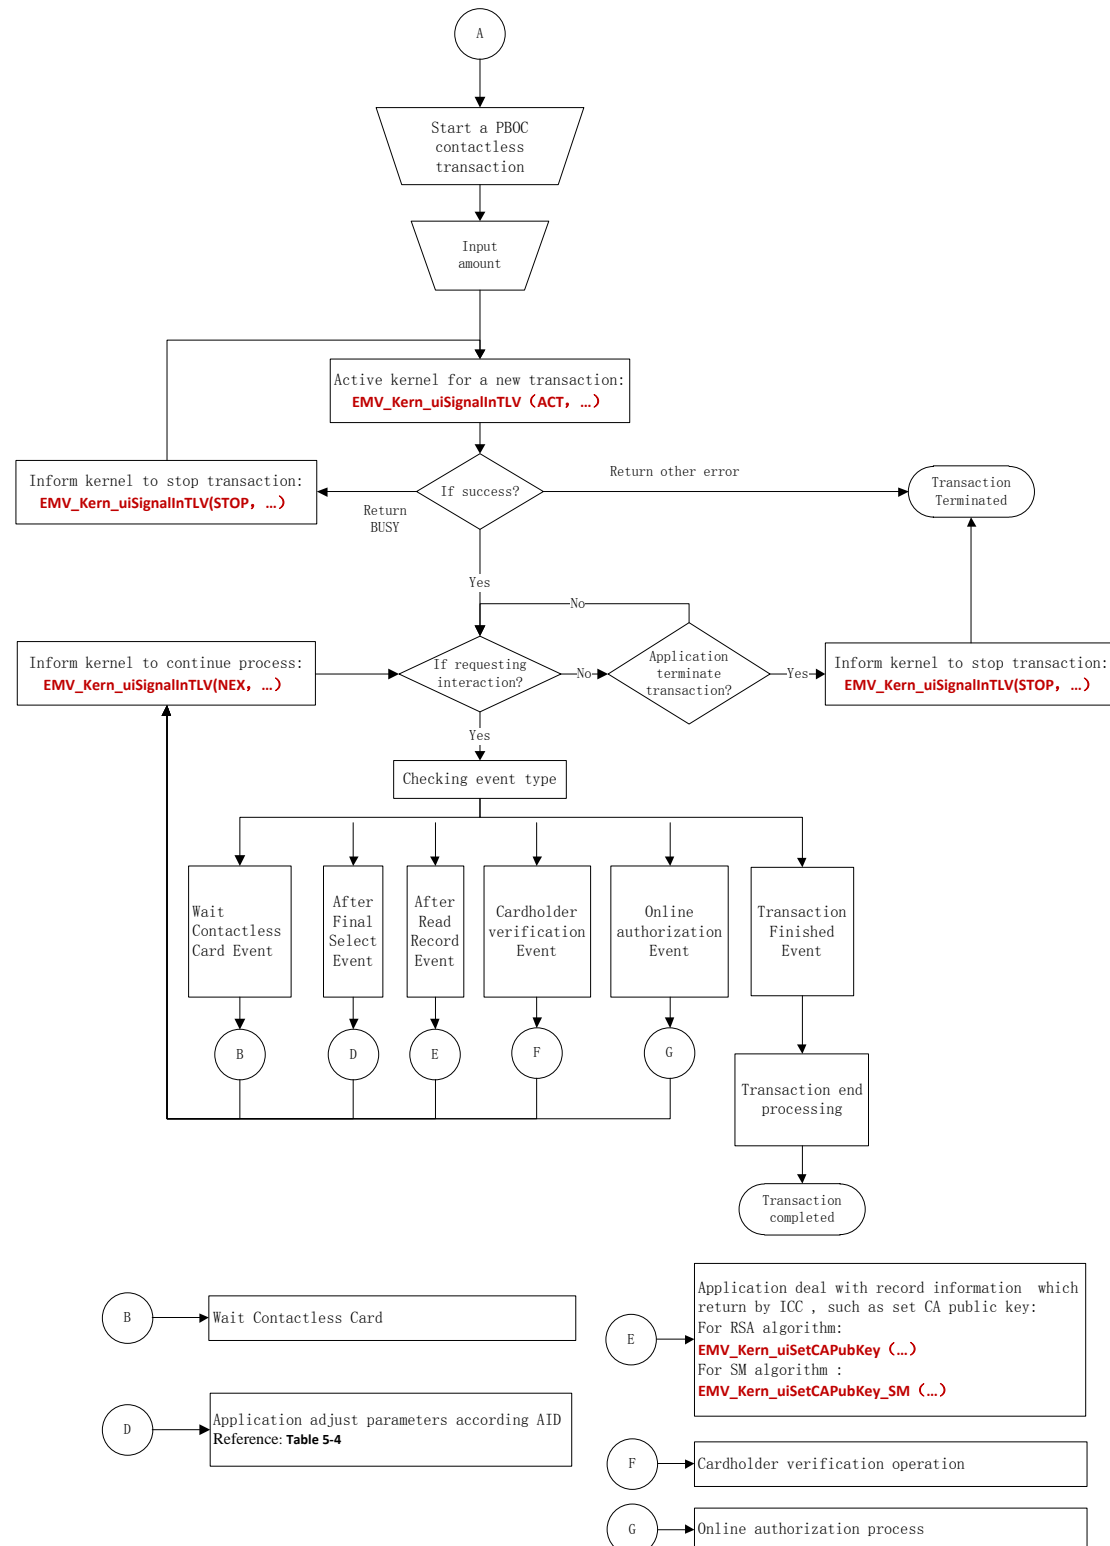 A
Start a PBOC
contactless
transaction
Input
amount
Active kernel for a new transaction:
EMV_Kern_uiSignalInTLV（ACT，…）
Inform kernel to stop transaction:
EMV_Kern_uiSignalInTLV(STOP，…）
Return
BUSY
If success?
Return other error
Transaction
Terminated
Yes
No
Inform kernel to continue process:
EMV_Kern_uiSignalInTLV(NEX，…）
If requesting
interaction?
No
Application
terminate
transaction?
Yes
Inform kernel to stop transaction:
EMV_Kern_uiSignalInTLV(STOP，…）
Yes
Checking event type
Wait
Contactless
Card Event
After
Final
Select
Event
After
Read
Record
Event
Cardholder
verification
Event
Online
authorization
Event
Transaction
Finished
Event
B
D
E
F
G
Transaction end
processing
Transaction
completed
B
Wait Contactless Card
D
Application adjust parameters according AID
Reference: Table 5-4
E
Application deal with record information which
return by ICC , such as set CA public key:
For RSA algorithm:
EMV_Kern_uiSetCAPubKey（…）
For SM algorithm :
EMV_Kern_uiSetCAPubKey_SM（…）
F
Cardholder verification operation
G
Online authorization process